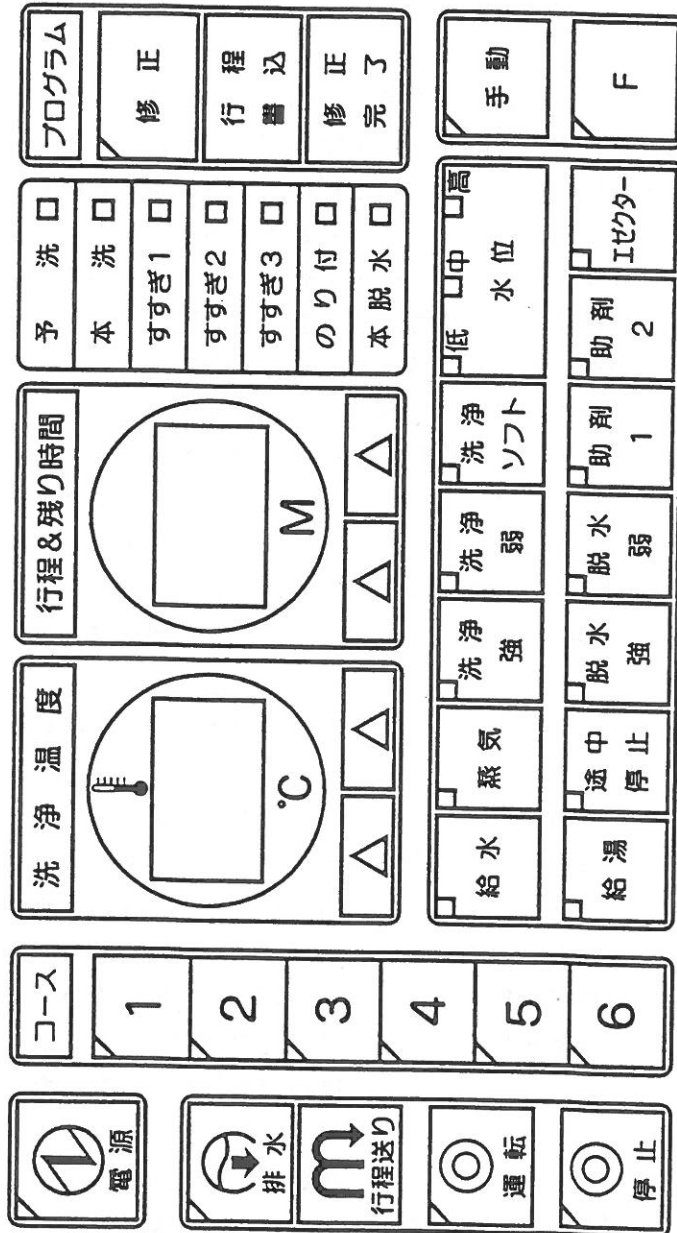 電源
排水
行程送り
運転
停止
コース
1
2
3
4
5
6
洗浄温度
℃
行程&残り時間
M
予洗
本洗
すすぎ1
すすぎ2
すすぎ3
のり付
本脱水
プログラム
修正
行程
書込
修正
完了
給水
蒸気
洗浄
強
洗浄
弱
洗浄
ソフト
低 中 高
水位
給湯
途中
停止
脱水
強
脱水
弱
助剤
1
助剤
2
エゼクター
手動
F